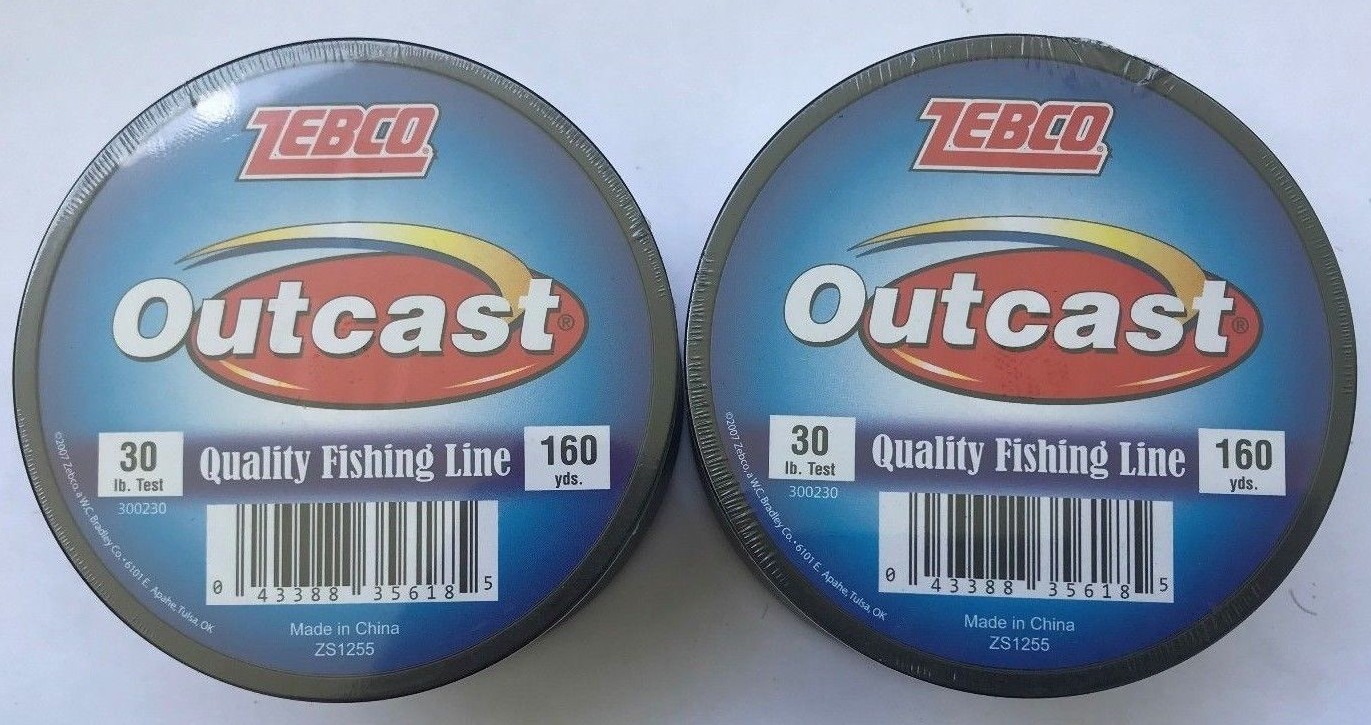 ZEBCO®
Outcast®
30
lb. Test
Quality Fishing Line
160
yds.
300230
0 43388 35618 5
Made in China
ZS1255
©2007 Zebco, a W.C. Bradley Co. • 6101 E. Apahe, Tulsa, OK
ZEBCO®
Outcast®
30
lb. Test
Quality Fishing Line
160
yds.
300230
0 43388 35618 5
Made in China
ZS1255
©2007 Zebco, a W.C. Bradley Co. • 6101 E. Apahe, Tulsa, OK